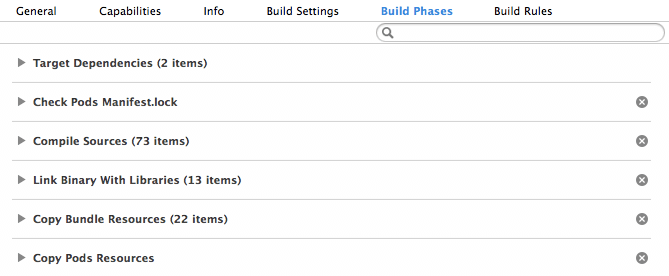 General Capabilities Info Build Settings Build Phases Build Rules
Target Dependencies (2 items)
Check Pods Manifest.lock
Compile Sources (73 items)
Link Binary With Libraries (13 items)
Copy Bundle Resources (22 items)
Copy Pods Resources